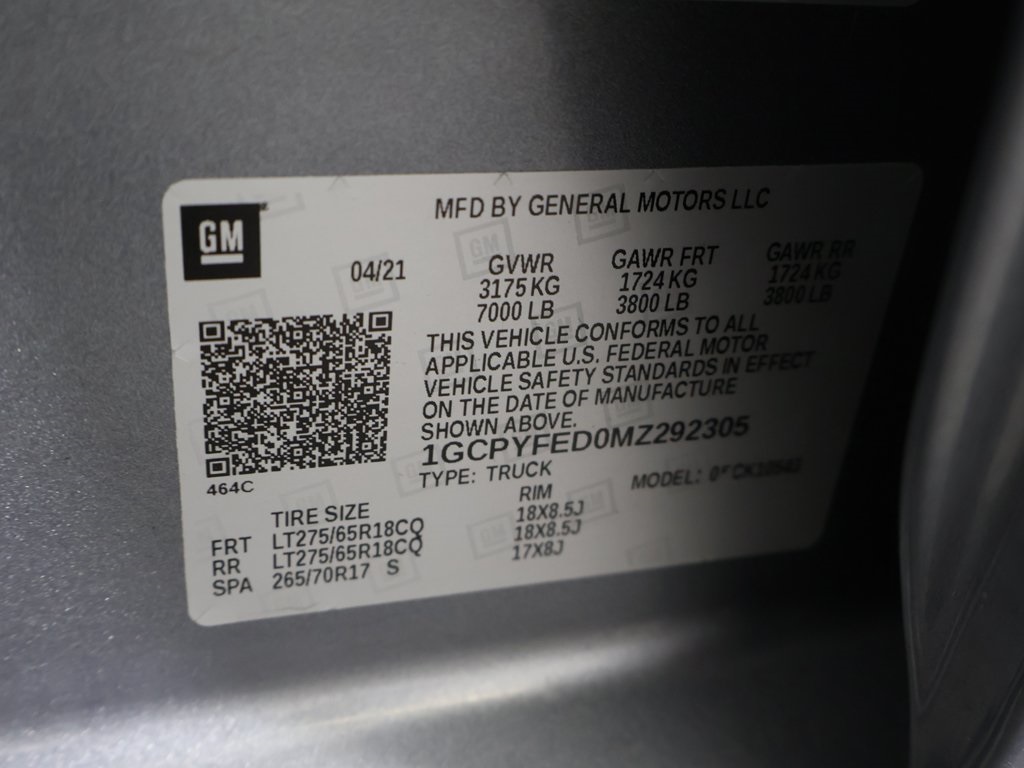 GM
MFD BY GENERAL MOTORS LLC
04/21
GVWR GAWR FRT GAWR RR
3175 KG 1724 KG 1724 KG
7000 LB 3800 LB 3800 LB
THIS VEHICLE CONFORMS TO ALL
APPLICABLE U.S. FEDERAL MOTOR
VEHICLE SAFETY STANDARDS IN EFFECT
ON THE DATE OF MANUFACTURE
SHOWN ABOVE.
1GCPYFED0MZ292305
TYPE: TRUCK MODEL:
464C
TIRE SIZE RIM
FRT LT275/65R18CQ 18X8.5J
RR LT275/65R18CQ 18X8.5J
SPA 265/70R17 S 17X8J